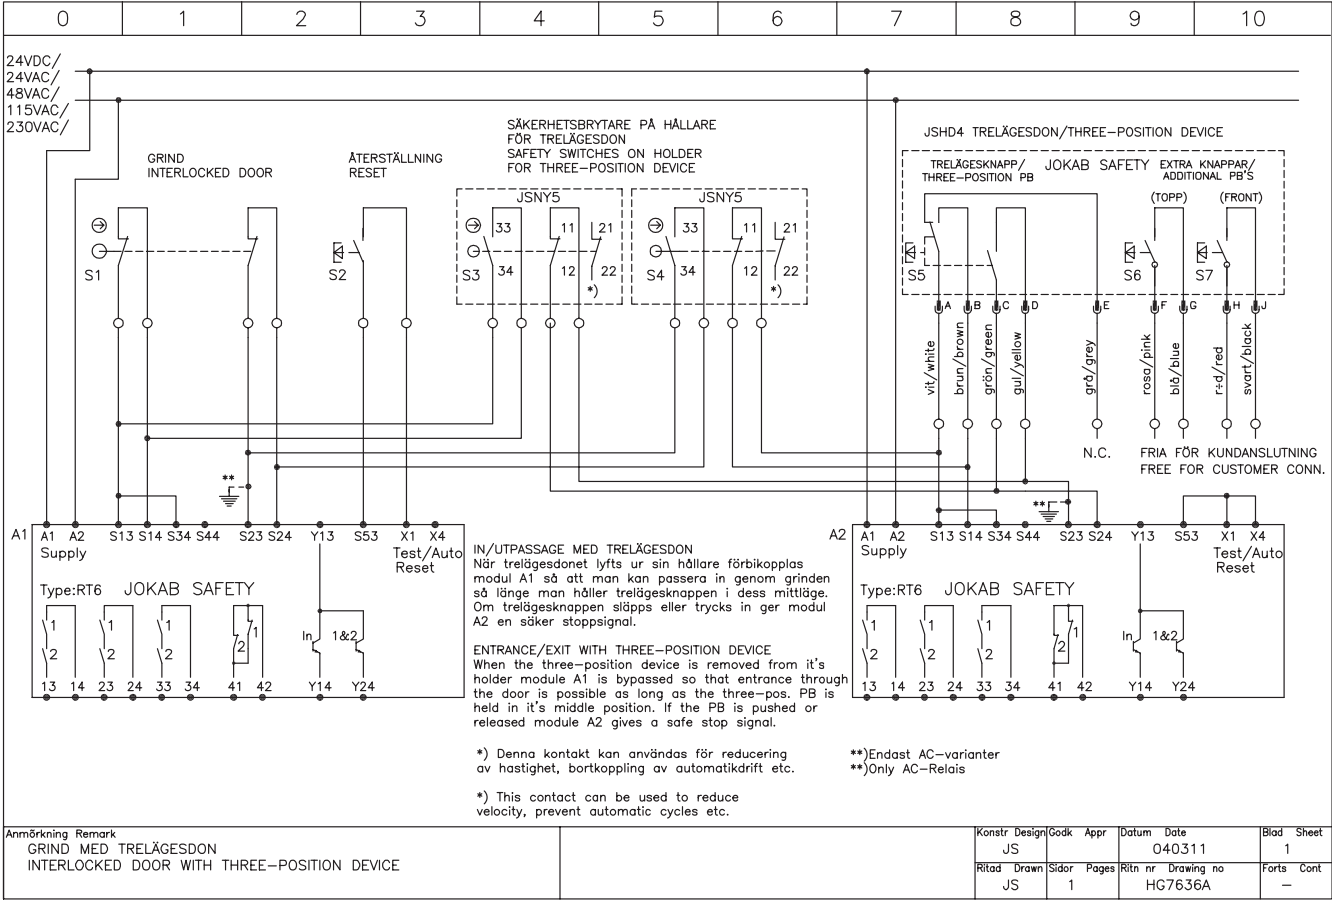 0 1 2 3 4 5 6 7 8 9 10
24VDC/
24VAC/
48VAC/
115VAC/
230VAC/
GRIND
INTERLOCKED DOOR
ÅTERSTÄLLNING
RESET
SÄKERHETSBRYTARE PÅ HÅLLARE
FÖR TRELÄGESDON
SAFETY SWITCHES ON HOLDER
FOR THREE-POSITION DEVICE
JSHD4 TRELÄGESDON/THREE-POSITION DEVICE
TRELÄGESKNAPP/
THREE-POSITION PB
JOKAB SAFETY
EXTRA KNAPPAR/
ADDITIONAL PB'S
(TOPP) (FRONT)
JSNY5 JSNY5
33 11 21 33 11 21
S1 S2 S3 34 12 22 S4 34 12 22 S5 S6 S7
*) *)
A B C D E F G H J
vit/white
brun/brown
grön/green
gul/yellow
grå/grey
rosa/pink
blå/blue
r÷d/red
svart/black
N.C.
FRIA FÖR KUNDANSLUTNING
FREE FOR CUSTOMER CONN.
** **
A1 A1 A2 S13 S14 S34 S44 S23 S24 Y13 S53 X1 X4
Supply
Test/Auto
Reset
Type:RT6 JOKAB SAFETY
1 1 1 1 In 1&2
2 2 2 2
13 14 23 24 33 34 41 42 Y14 Y24
IN/UTPASSAGE MED TRELÄGESDON
När trelägesdonet lyfts ur sin hållare förbikopplas
modul A1 så att man kan passera in genom grinden
så länge man håller trelägesknappen i dess mittläge.
Om trelägesknappen släpps eller trycks in ger modul
A2 en säker stoppsignal.
ENTRANCE/EXIT WITH THREE-POSITION DEVICE
When the three-position device is removed from it's
holder module A1 is bypassed so that entrance through
the door is possible as long as the three-pos. PB is
held in it's middle position. If the PB is pushed or
released module A2 gives a safe stop signal.
*) Denna kontakt kan användas för reducering
av hastighet, bortkoppling av automatikdrift etc.
*) This contact can be used to reduce
velocity, prevent automatic cycles etc.
A2 A1 A2 S13 S14 S34 S44 S23 S24 Y13 S53 X1 X4
Supply
Test/Auto
Reset
Type:RT6 JOKAB SAFETY
1 1 1 1 In 1&2
2 2 2 2
13 14 23 24 33 34 41 42 Y14 Y24
**)Endast AC-varianter
**)Only AC-Relais
Anmörkning Remark
GRIND MED TRELÄGESDON
INTERLOCKED DOOR WITH THREE-POSITION DEVICE
Konstr Design Godk Appr Datum Date Blad Sheet
JS 040311 1
Ritad Drawn Sidor Pages Ritn nr Drawing no Forts Cont
JS 1 HG7636A -